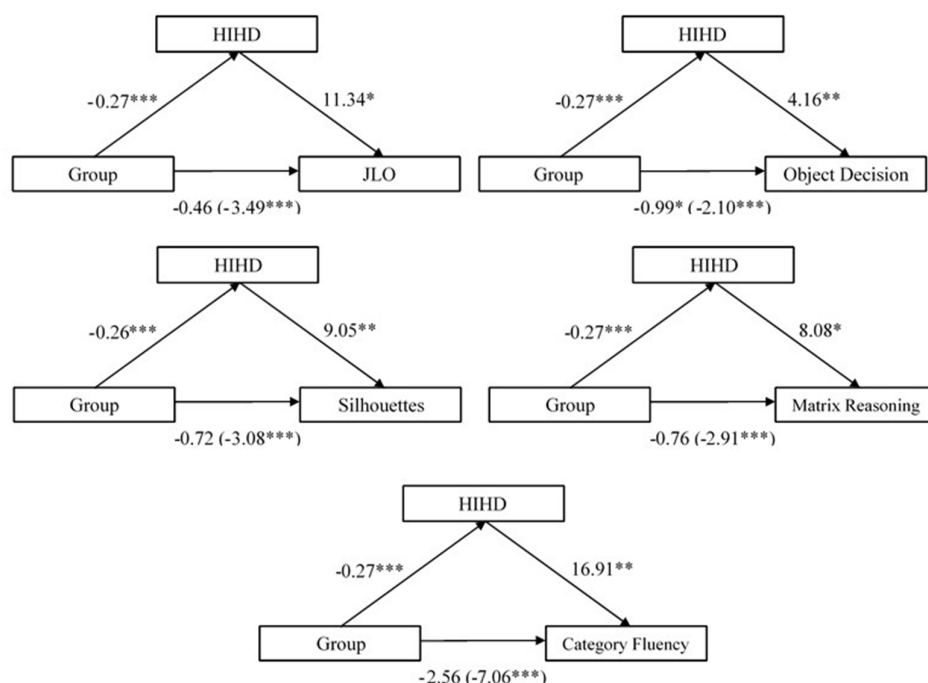 HIHD
-0.27***
11.34*
Group
JLO
-0.46 (-3.49***)
HIHD
-0.27***
4.16**
Group
Object Decision
-0.99* (-2.10***)
HIHD
-0.26***
9.05**
Group
Silhouettes
-0.72 (-3.08***)
HIHD
-0.27***
8.08*
Group
Matrix Reasoning
-0.76 (-2.91***)
HIHD
-0.27***
16.91**
Group
Category Fluency
-2.56 (-7.06***)